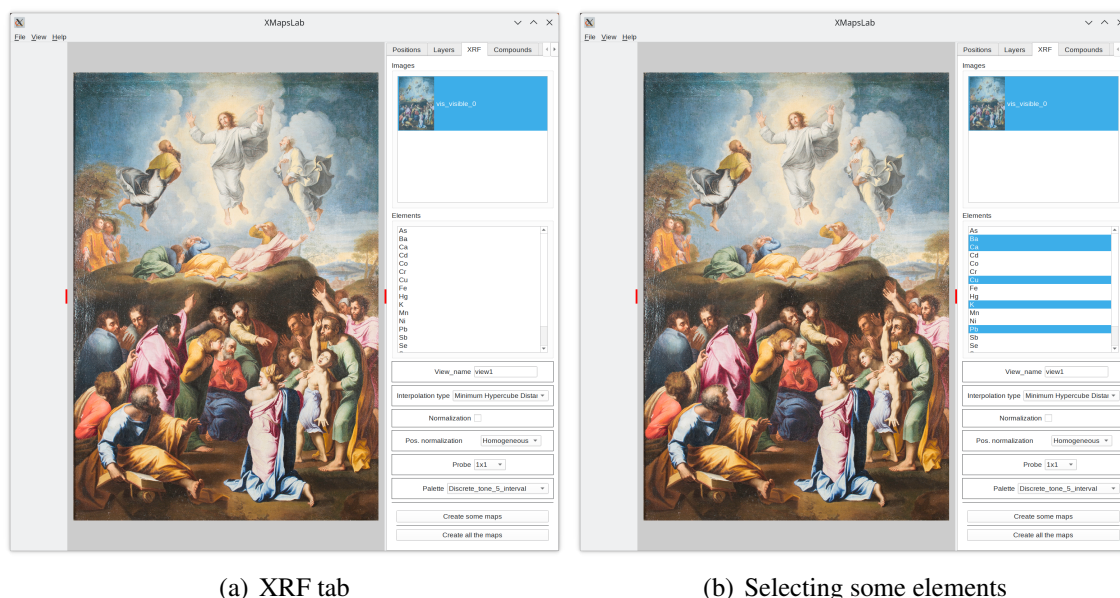 XMapsLab
File View Help
Positions Layers XRF Compounds
Images
vis_visible_0
Elements
As
Ba
Ca
Cd
Co
Cr
Cu
Fe
Hg
K
Mn
Ni
Pb
Sb
Se
View_name view1
Interpolation type Minimum Hypercube Distar
Normalization
Pos. normalization Homogeneous
Probe 1x1
Palette Discrete_tone_5_interval
Create some maps
Create all the maps
(a) XRF tab
XMapsLab
File View Help
Positions Layers XRF Compounds
Images
vis_visible_0
Elements
As
Ba
Ca
Cd
Co
Cr
Cu
Fe
Hg
K
Mn
Ni
Pb
Sb
Se
View_name view1
Interpolation type Minimum Hypercube Distar
Normalization
Pos. normalization Homogeneous
Probe 1x1
Palette Discrete_tone_5_interval
Create some maps
Create all the maps
(b) Selecting some elements